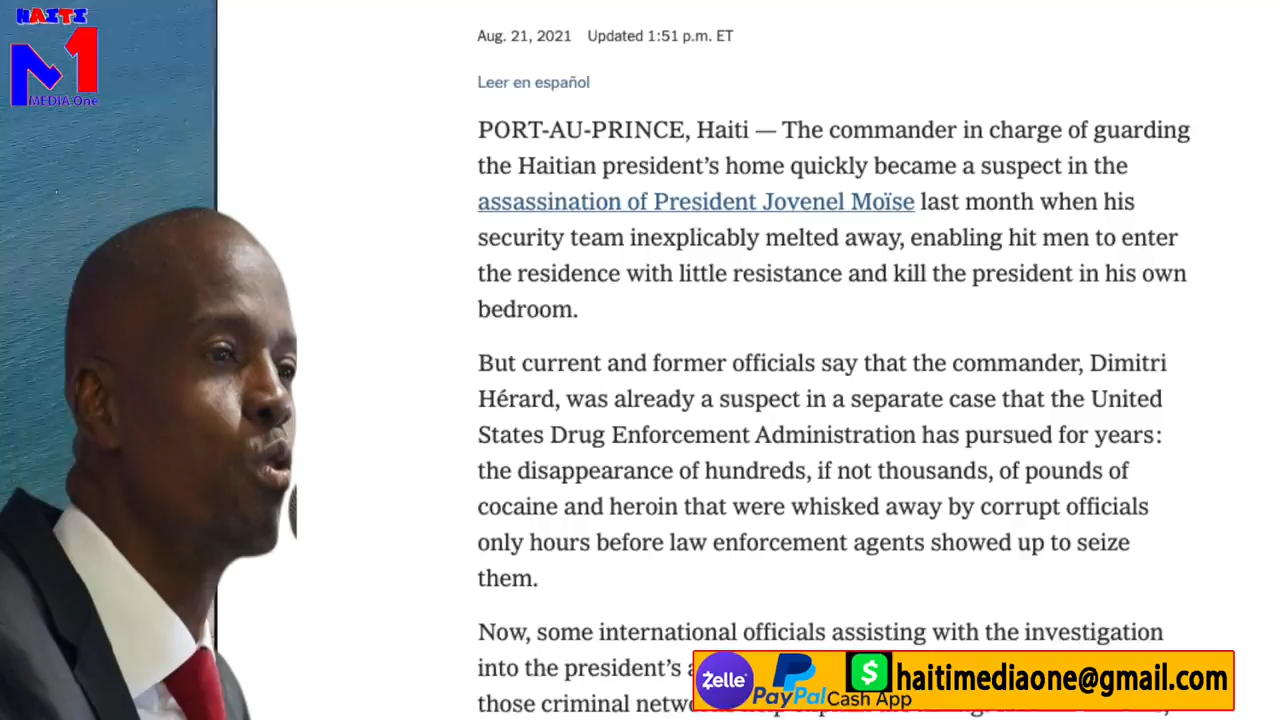 HAITI
M1
MEDIA One
Aug. 21, 2021 Updated 1:51 p.m. ET
Leer en español
PORT-AU-PRINCE, Haiti — The commander in charge of guarding
the Haitian president’s home quickly became a suspect in the
assassination of President Jovenel Moïse last month when his
security team inexplicably melted away, enabling hit men to enter
the residence with little resistance and kill the president in his own
bedroom.
But current and former officials say that the commander, Dimitri
Hérard, was already a suspect in a separate case that the United
States Drug Enforcement Administration has pursued for years:
the disappearance of hundreds, if not thousands, of pounds of
cocaine and heroin that were whisked away by corrupt officials
only hours before law enforcement agents showed up to seize
them.
Now, some international officials assisting with the investigation
into the president’s
those criminal
Zelle
PayPal
$
Cash App
haitimediaone@gmail.com